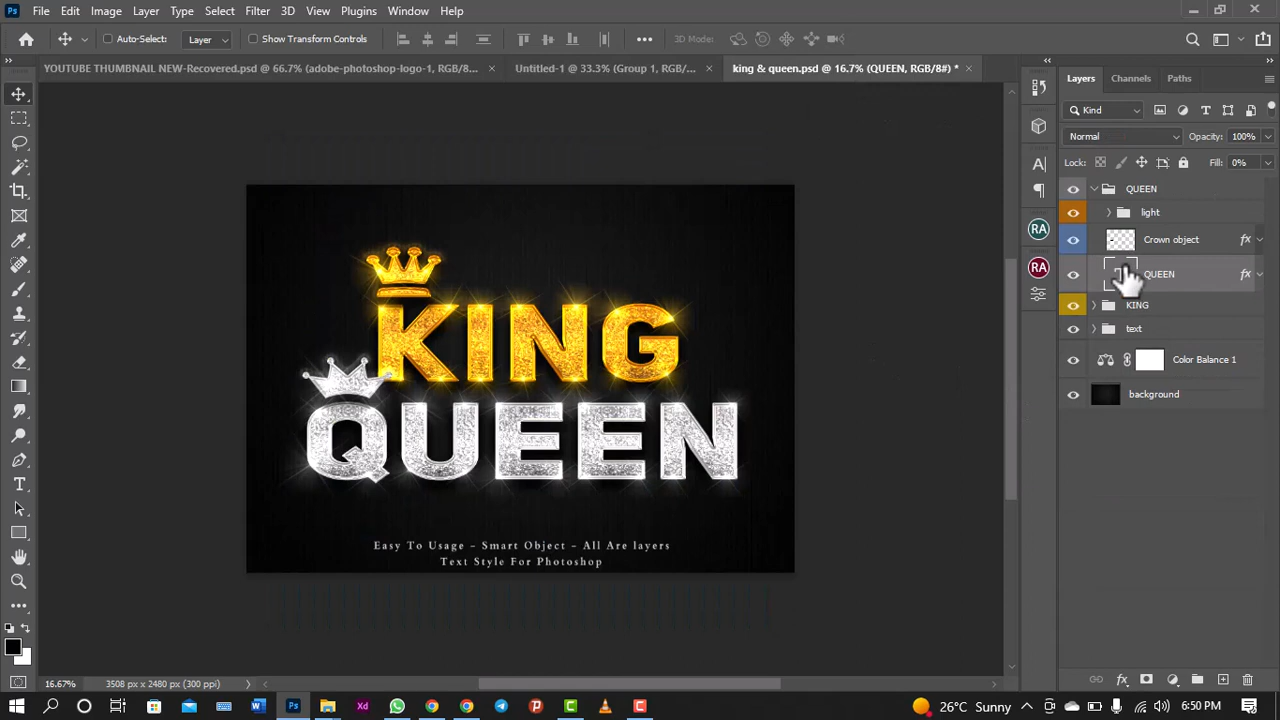 Ps File Edit Image Layer Type Select Filter 3D View Plugins Window Help
Auto-Select: Layer Show Transform Controls 3D Mode:
YOUTUBE THUMBNAIL NEW-Recovered.psd @ 66.7% (adobe-photoshop-logo-1, RGB/8... Untitled-1 @ 33.3% (Group 1, RGB/... king & queen.psd @ 16.7% (QUEEN, RGB/8#) *
Layers Channels Paths
Kind
Normal Opacity: 100%
Lock: Fill: 0%
QUEEN
light
Crown object fx
QUEEN fx
KING
text
Color Balance 1
background
RA
RA
KING
QUEEN
Easy To Usage - Smart Object - All Are layers
Text Style For Photoshop
16.67% 3508 px x 2480 px (300 ppi)
26°C Sunny 6:50 PM